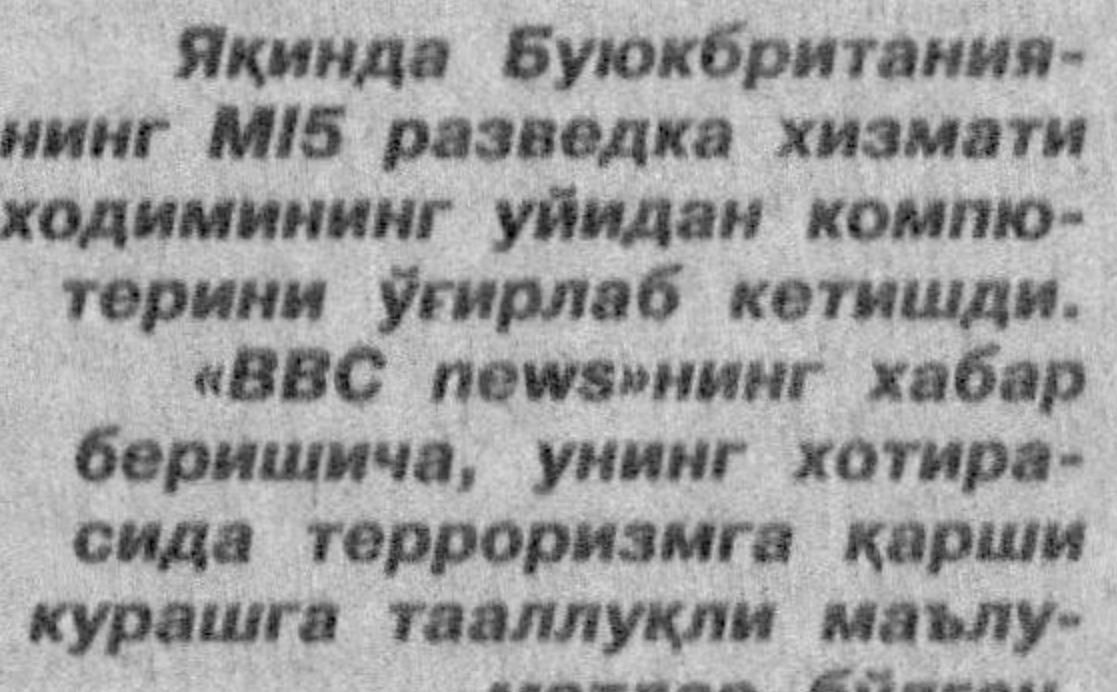 Яқинда Буюкбритания-
нинг MI5 разведка хизмати
ходимининг уйидан компю-
терини ўғирлаб кетишди.
«BBC news»нинг хабар
беришича, унинг хотира-
сида терроризмга қарши
курашга тааллуқли маълу-